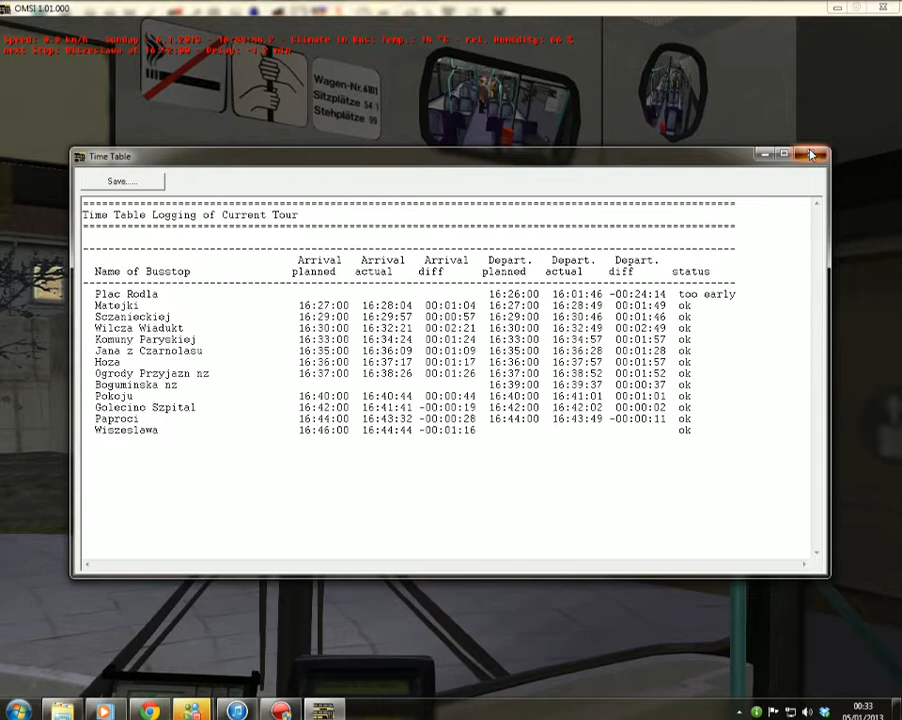 OMSI 1.01.000
Wagen-Nr.6101
Sitzplätze 54
Stehplätze 99
Time Table
Save.....
Time Table Logging of Current Tour
Name of Busstop Arrival planned Arrival actual Arrival diff Depart. planned Depart. actual Depart. diff status
Plac Rodla 16:26:00 16:01:46 -00:24:14 too early
Matejki 16:27:00 16:28:04 00:01:04 16:27:00 16:28:49 00:01:49 ok
Sczanieckiej 16:29:00 16:29:57 00:00:57 16:29:00 16:30:46 00:01:46 ok
Wilcza Wiadukt 16:30:00 16:32:21 00:02:21 16:30:00 16:32:49 00:02:49 ok
Komuny Paryskiej 16:33:00 16:34:24 00:01:24 16:33:00 16:34:57 00:01:57 ok
Jana z Czarnolasu 16:35:00 16:36:09 00:01:09 16:35:00 16:36:28 00:01:28 ok
Hoza 16:36:00 16:37:17 00:01:17 16:36:00 16:37:57 00:01:57 ok
Ogrody Przyjazn nz 16:37:00 16:38:26 00:01:26 16:37:00 16:38:52 00:01:52 ok
Boguminska nz 16:39:00 16:39:37 00:00:37 ok
Pokoju 16:40:00 16:40:44 00:00:44 16:40:00 16:41:01 00:01:01 ok
Golecino Szpital 16:42:00 16:41:41 -00:00:19 16:42:00 16:42:02 00:00:02 ok
Paproci 16:44:00 16:43:32 -00:00:28 16:44:00 16:43:49 -00:00:11 ok
Wiszeslawa 16:46:00 16:44:44 -00:01:16 ok
00:33
05/01/2013